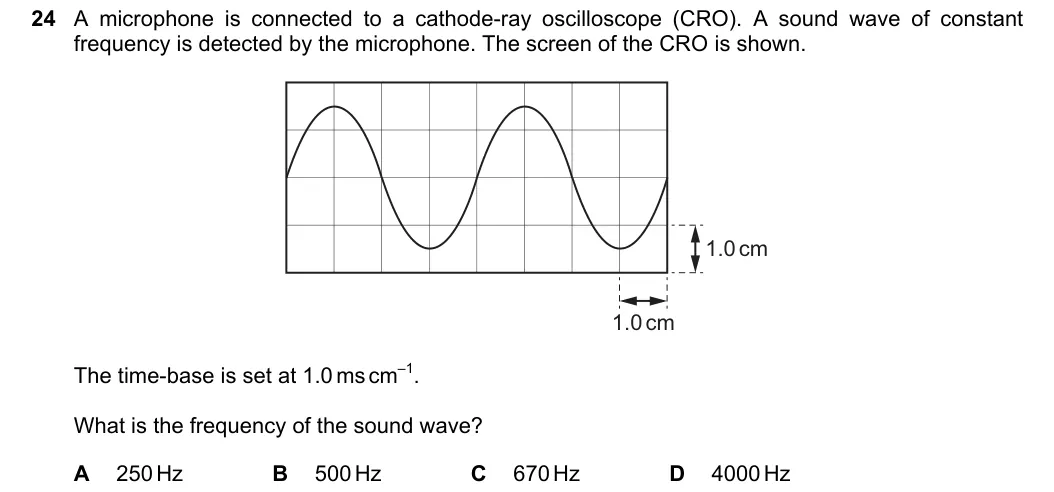 24 A microphone is connected to a cathode-ray oscilloscope (CRO). A sound wave of constant
frequency is detected by the microphone. The screen of the CRO is shown.
1.0 cm
1.0 cm
The time-base is set at 1.0 ms cm⁻¹.
What is the frequency of the sound wave?
A 250 Hz B 500 Hz C 670 Hz D 4000 Hz